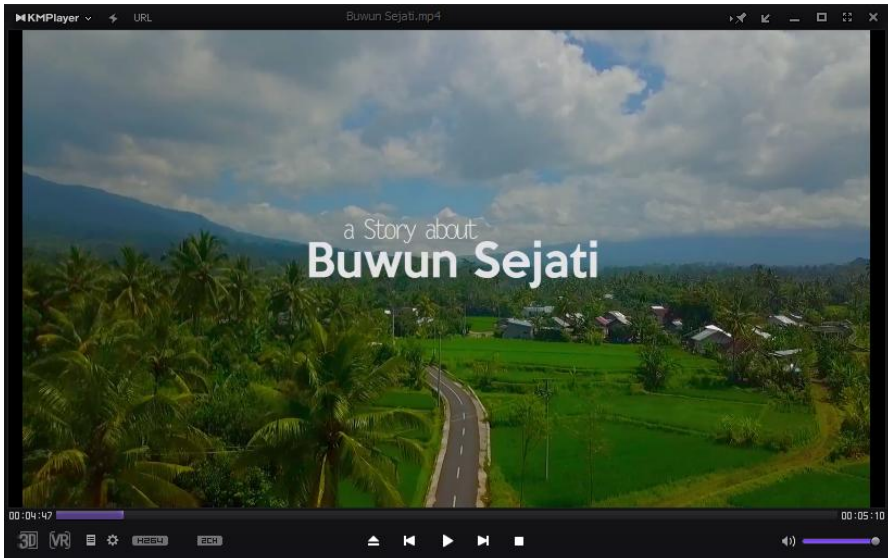 KMPlayer
URL
Buwun Sejati.mp4
a Story about
Buwun Sejati
00:04:47
00:05:10
3D
VR
H264
2CH